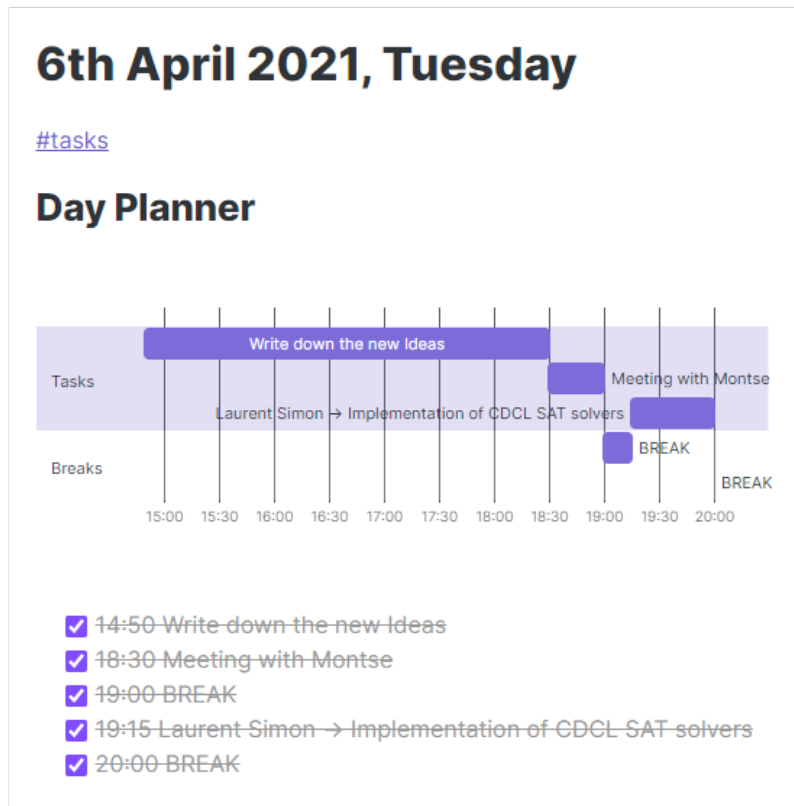 6th April 2021, Tuesday
#tasks
Day Planner
Write down the new Ideas
Tasks
Meeting with Montse
Laurent Simon → Implementation of CDCL SAT solvers
BREAK
Breaks
BREAK
15:00 15:30 16:00 16:30 17:00 17:30 18:00 18:30 19:00 19:30 20:00
14:50 Write down the new Ideas
18:30 Meeting with Montse
19:00 BREAK
19:15 Laurent Simon → Implementation of CDCL SAT solvers
20:00 BREAK